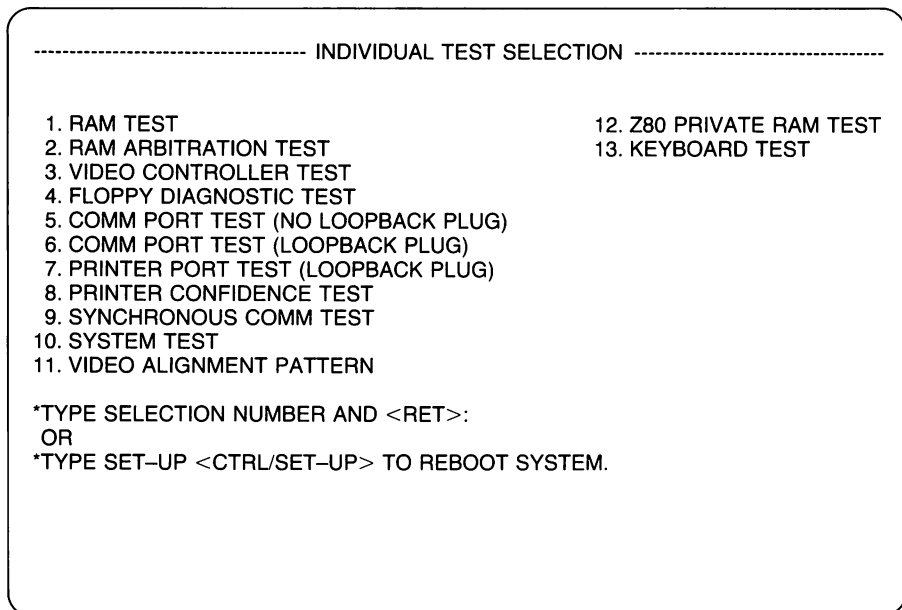 ------------------------------------ INDIVIDUAL TEST SELECTION ------------------------------------
1. RAM TEST
2. RAM ARBITRATION TEST
3. VIDEO CONTROLLER TEST
4. FLOPPY DIAGNOSTIC TEST
5. COMM PORT TEST (NO LOOPBACK PLUG)
6. COMM PORT TEST (LOOPBACK PLUG)
7. PRINTER PORT TEST (LOOPBACK PLUG)
8. PRINTER CONFIDENCE TEST
9. SYNCHRONOUS COMM TEST
10. SYSTEM TEST
11. VIDEO ALIGNMENT PATTERN
12. Z80 PRIVATE RAM TEST
13. KEYBOARD TEST
*TYPE SELECTION NUMBER AND <RET>:
OR
*TYPE SET–UP <CTRL/SET–UP> TO REBOOT SYSTEM.